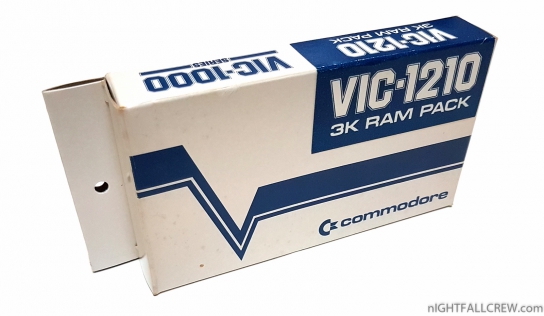 VIC-1000
SERIES
VIC-1210
3K RAM PACK
VIC-1210
3K RAM PACK
commodore
nIGHTFALLCREW.com